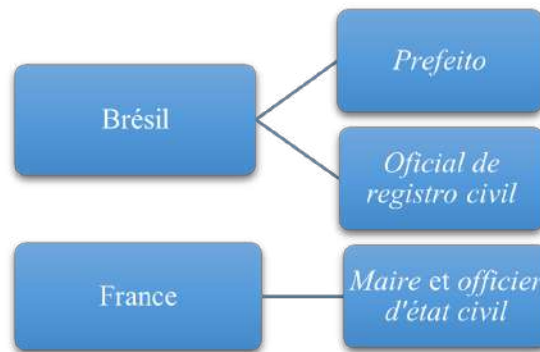 Brésil
Prefeito
Oficial de
registro civil
France
Maire et officier
d'état civil